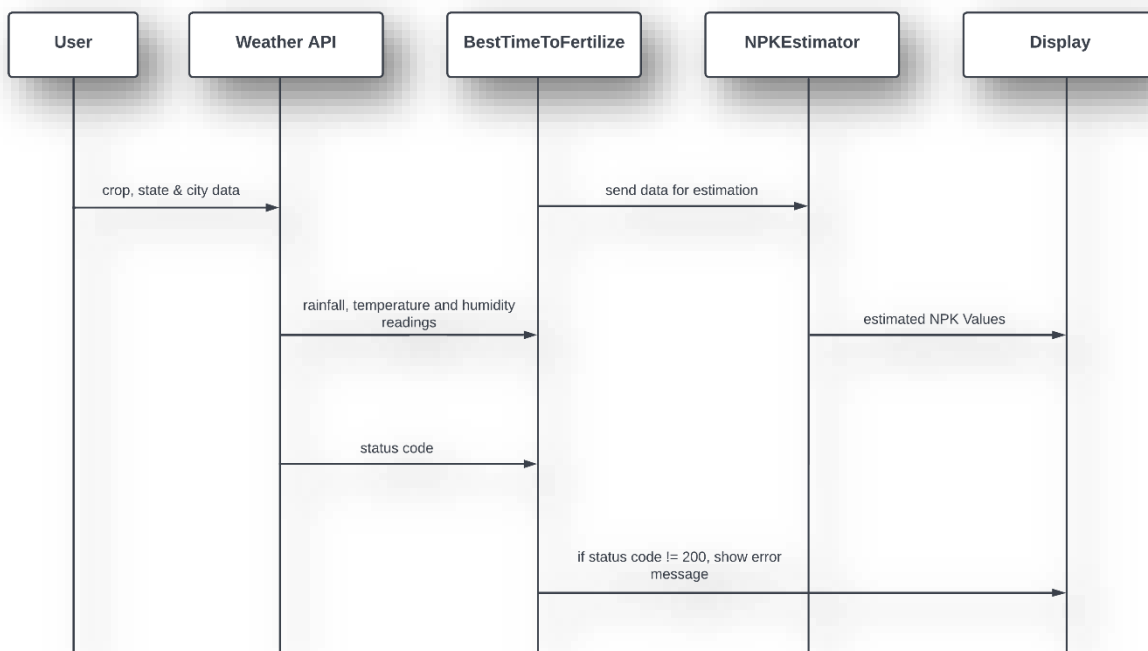 User
Weather API
BestTimeToFertilize
NPKEstimator
Display
crop, state & city data
send data for estimation
rainfall, temperature and humidity
readings
estimated NPK Values
status code
if status code != 200, show error
message